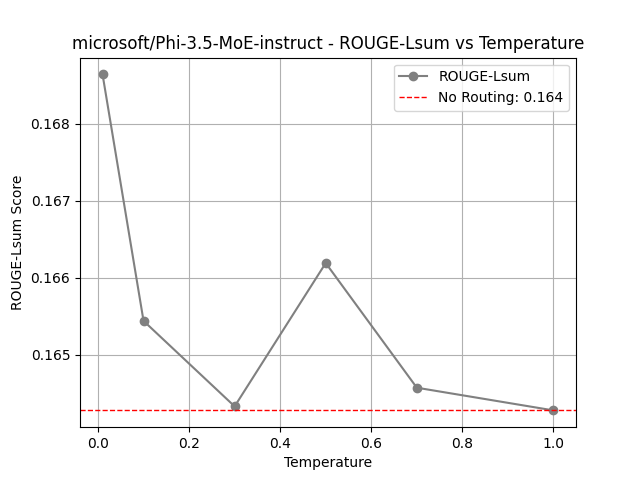 microsoft/Phi-3.5-MoE-instruct - ROUGE-Lsum vs Temperature
ROUGE-Lsum
No Routing: 0.164
ROUGE-Lsum Score
0.168
0.167
0.166
0.165
0.0
0.2
0.4
0.6
0.8
1.0
Temperature